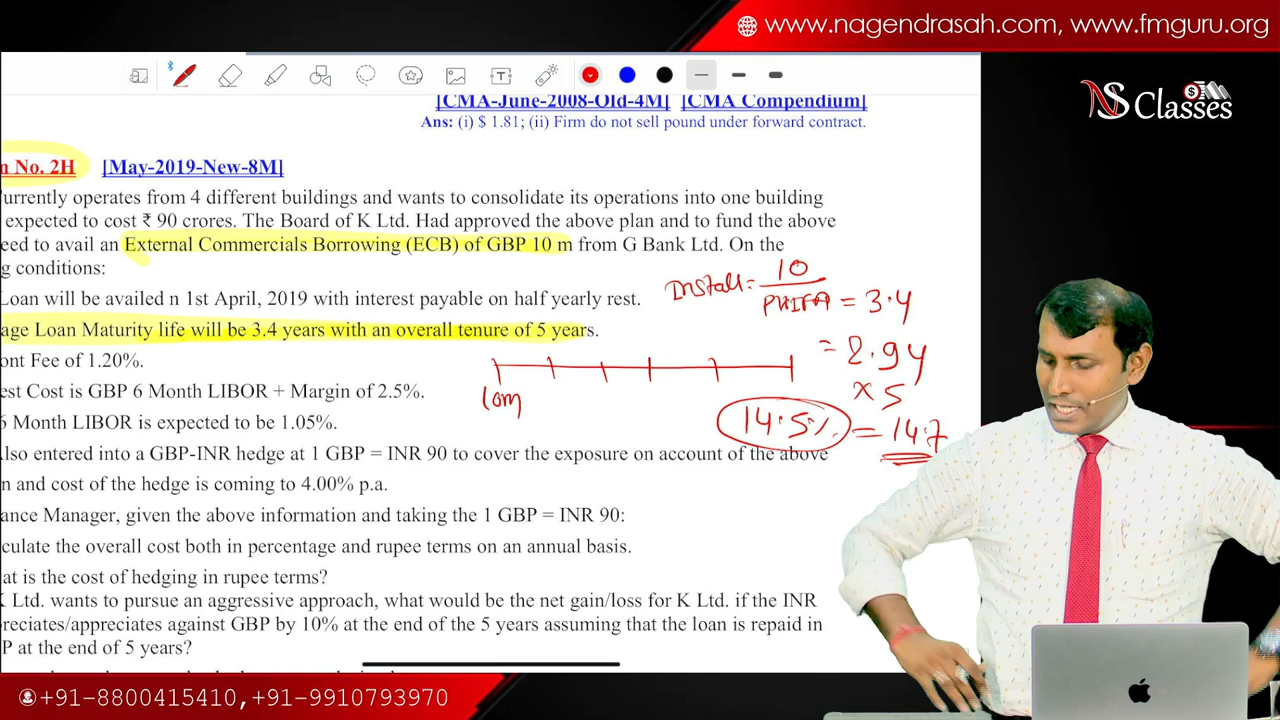 www.nagendrasah.com, www.fmguru.org
NS Classes
[CMA-June-2008-Old-4M] [CMA Compendium]
Ans: (i) $ 1.81; (ii) Firm do not sell pound under forward contract.
n No. 2H [May-2019-New-8M]
Currently operates from 4 different buildings and wants to consolidate its operations into one building
expected to cost ₹ 90 crores. The Board of K Ltd. Had approved the above plan and to fund the above
eed to avail an External Commercials Borrowing (ECB) of GBP 10 m from G Bank Ltd. On the
g conditions:
Loan will be availed n 1st April, 2019 with interest payable on half yearly rest.
age Loan Maturity life will be 3.4 years with an overall tenure of 5 years.
ont Fee of 1.20%.
est Cost is GBP 6 Month LIBOR + Margin of 2.5%.
6 Month LIBOR is expected to be 1.05%.
Also entered into a GBP-INR hedge at 1 GBP = INR 90 to cover the exposure on account of the above
n and cost of the hedge is coming to 4.00% p.a.
ance Manager, given the above information and taking the 1 GBP = INR 90:
culate the overall cost both in percentage and rupee terms on an annual basis.
at is the cost of hedging in rupee terms?
K Ltd. wants to pursue an aggressive approach, what would be the net gain/loss for K Ltd. if the INR
preciates/appreciates against GBP by 10% at the end of the 5 years assuming that the loan is repaid in
P at the end of 5 years?
Install = 10
= 3.4
= 2.94
x 5
14.5% = 14.7
10m
+91-8800415410,+91-9910793970